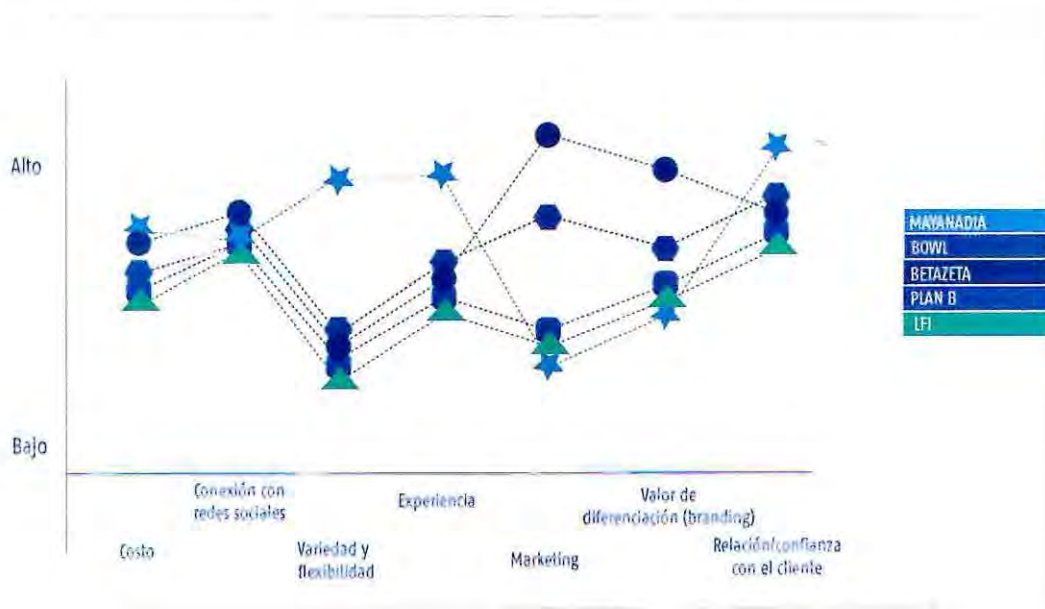 Alto
Bajo
MAYANADIA
BOWL
BETAZETA
PLAN B
LFI
Costo
Conexión con
redes sociales
Variedad y
flexibilidad
Experiencia
Marketing
Valor de
diferenciación (branding)
Relación/confianza
con el cliente